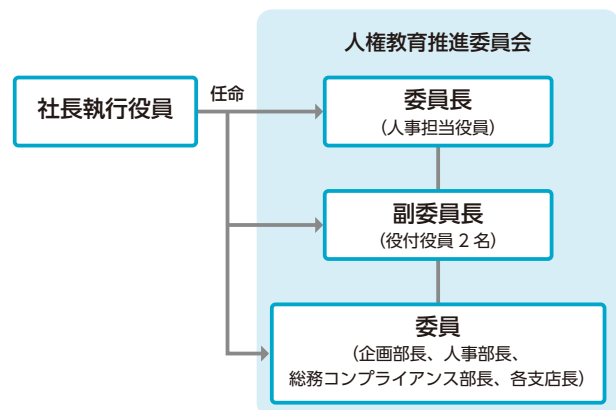 人権教育推進委員会
社長執行役員
任命
委員長
（人事担当役員）
副委員長
（役付役員 2 名）
委員
（企画部長、人事部長、
総務コンプライアンス部長、各支店長）